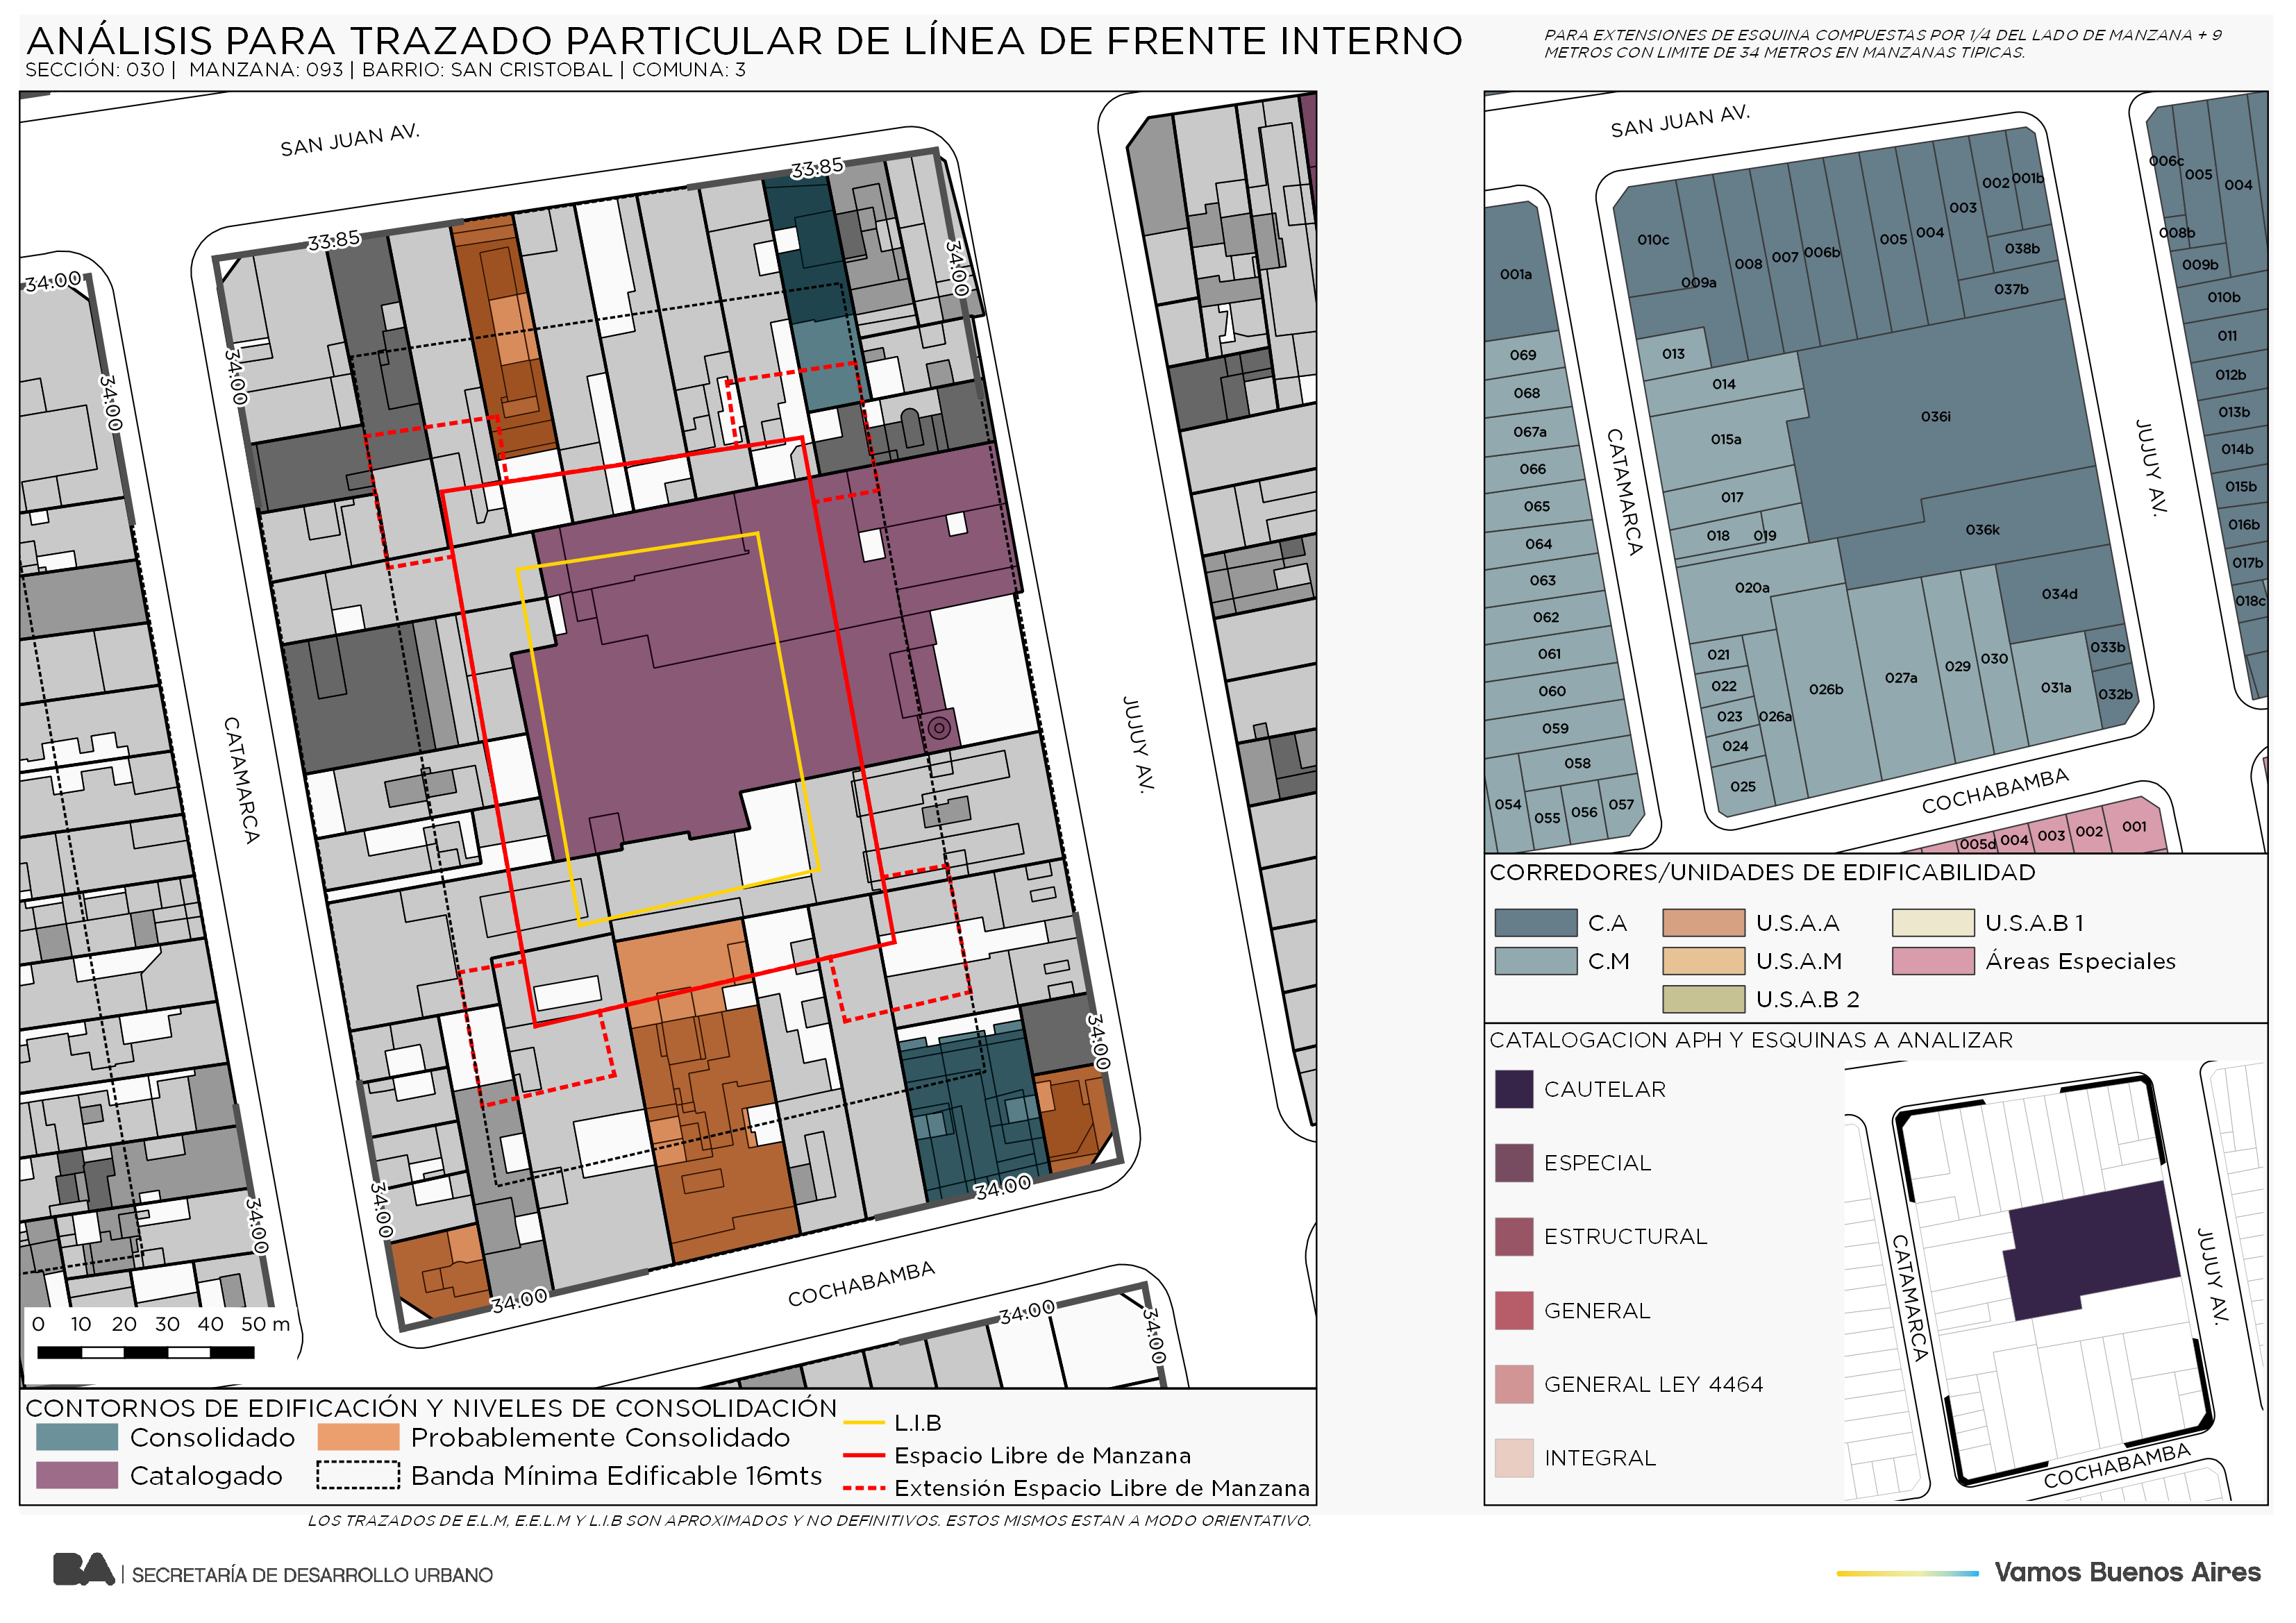 ANÁLISIS PARA TRAZADO PARTICULAR DE LÍNEA DE FRENTE INTERNO
SECCIÓN: 030 | MANZANA: 093 | BARRIO: SAN CRISTOBAL | COMUNA: 3
PARA EXTENSIONES DE ESQUINA COMPUESTAS POR 1/4 DEL LADO DE MANZANA + 9
METROS CON LIMITE DE 34 METROS EN MANZANAS TIPICAS.
SAN JUAN AV.
33.85
33.85
34.00
34.00
34.00
34.00
CATAMARCA
JUJUY AV.
34.00
34.00
34.00
34.00
34.00
COCHABAMBA
34.00
34.00
0 10 20 30 40 50 m
CONTORNOS DE EDIFICACIÓN Y NIVELES DE CONSOLIDACIÓN
Consolidado
Probablemente Consolidado
Catalogado
Banda Mínima Edificable 16mts
L.I.B
Espacio Libre de Manzana
Extensión Espacio Libre de Manzana
LOS TRAZADOS DE E.L.M, E.E.L.M Y L.I.B SON APROXIMADOS Y NO DEFINITIVOS. ESTOS MISMOS ESTAN A MODO ORIENTATIVO.
SAN JUAN AV.
CATAMARCA
JUJUY AV.
COCHABAMBA
001a
069
068
067a
066
065
064
063
062
061
060
059
058
054
055
056
057
010c
009a
008
007
006b
005
004
003
002
001b
038b
037b
013
014
015a
017
018
019
020a
036i
036k
034d
033b
032b
031a
030
029
027a
026b
026a
021
022
023
024
025
006c
005
004
008b
009b
010b
011
012b
013b
014b
015b
016b
017b
018c
005d
004
003
002
001
CORREDORES/UNIDADES DE EDIFICABILIDAD
C.A
U.S.A.A
U.S.A.B 1
C.M
U.S.A.M
Áreas Especiales
U.S.A.B 2
CATALOGACION APH Y ESQUINAS A ANALIZAR
CAUTELAR
ESPECIAL
ESTRUCTURAL
GENERAL
GENERAL LEY 4464
INTEGRAL
CATAMARCA
JUJUY AV.
COCHABAMBA
BA | SECRETARÍA DE DESARROLLO URBANO
Vamos Buenos Aires